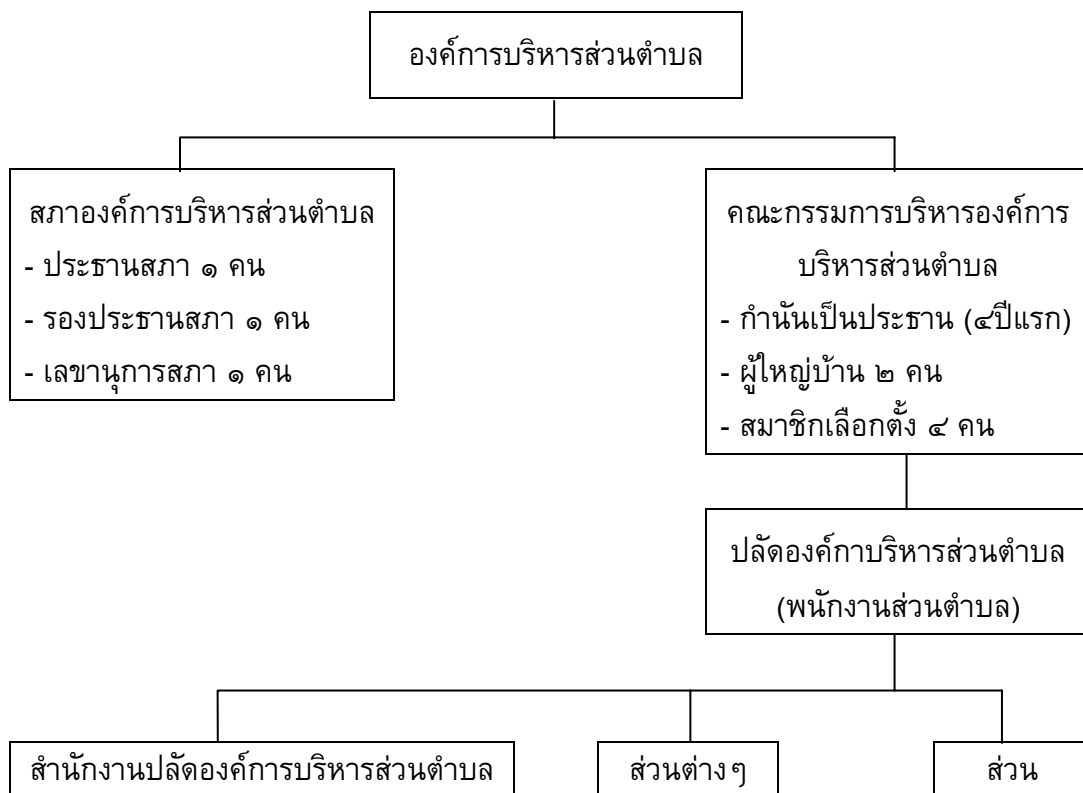 องค์การบริหารส่วนตำบล
สภาองค์การบริหารส่วนตำบล
- ประธานสภา ๑ คน
- รองประธานสภา ๑ คน
- เลขานุการสภา ๑ คน
คณะกรรมการบริหารองค์การ
บริหารส่วนตำบล
- กำนันเป็นประธาน (๔ปีแรก)
- ผู้ใหญ่บ้าน ๒ คน
- สมาชิกเลือกตั้ง ๔ คน
ปลัดองค์กาบริหารส่วนตำบล
(พนักงานส่วนตำบล)
สำนักงานปลัดองค์การบริหารส่วนตำบล
ส่วนต่างๆ
ส่วน